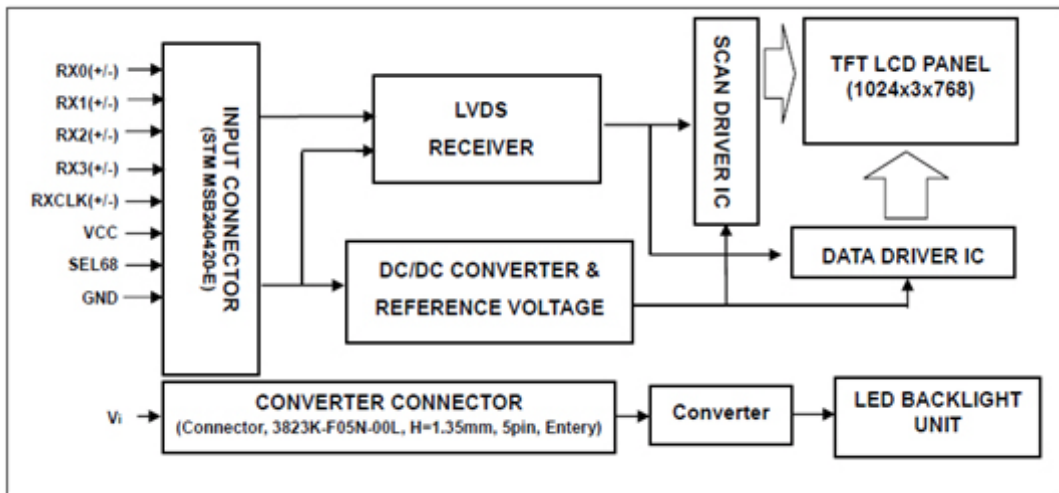 RX0(+/-)
RX1(+/-)
RX2(+/-)
RX3(+/-)
RXCLK(+/-)
VCC
SEL68
GND
INPUT CONNECTOR
(STM MSB240420-E)
LVDS
RECEIVER
DC/DC CONVERTER &
REFERENCE VOLTAGE
SCAN DRIVER IC
TFT LCD PANEL
(1024x3x768)
DATA DRIVER IC
Vi
CONVERTER CONNECTOR
(Connector, 3823K-F05N-00L, H=1.35mm, 5pin, Entery)
Converter
LED BACKLIGHT
UNIT